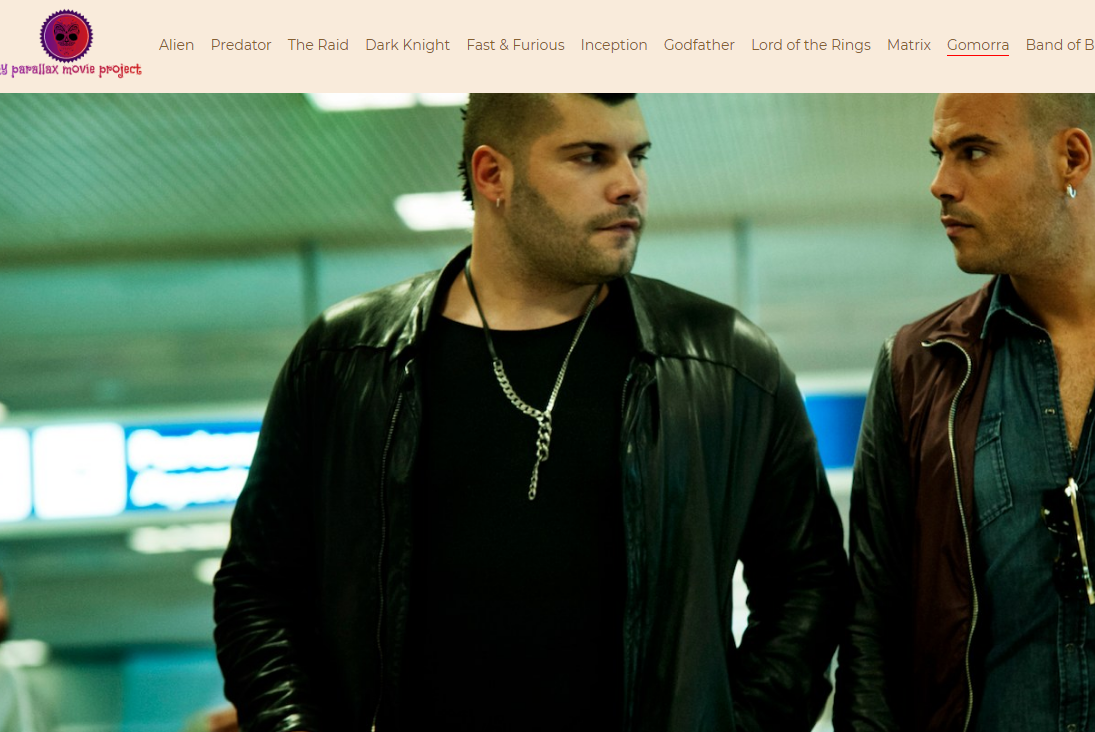 y parallax movie project
Alien Predator The Raid Dark Knight Fast & Furious Inception Godfather Lord of the Rings Matrix Gomorra Band of B